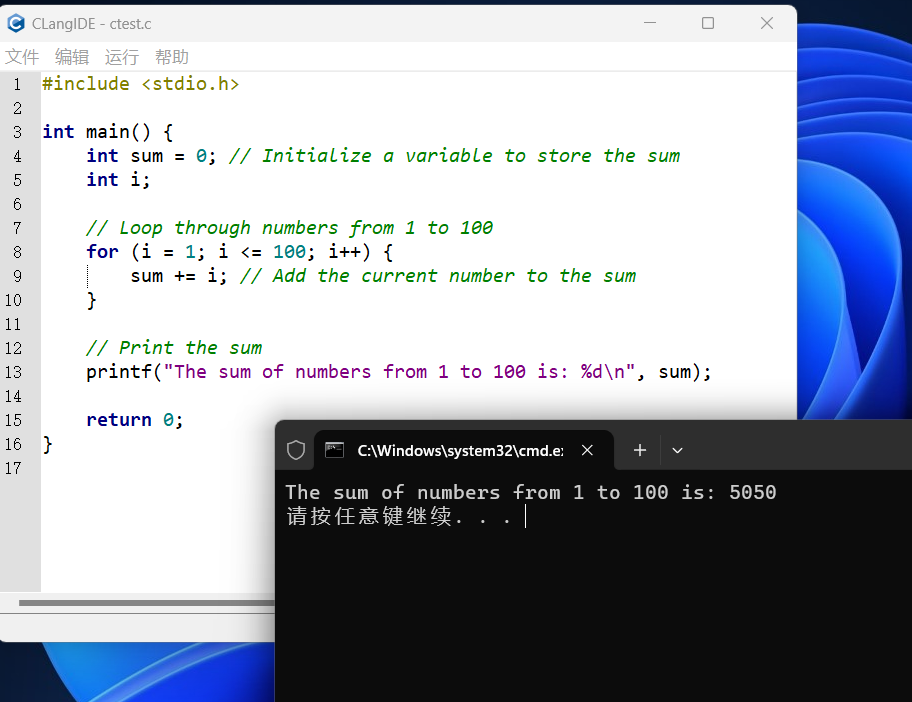 CLangIDE - ctest.c
文件 编辑 运行 帮助
1 #include <stdio.h>
2
3 int main() {
4     int sum = 0; // Initialize a variable to store the sum
5     int i;
6
7     // Loop through numbers from 1 to 100
8     for (i = 1; i <= 100; i++) {
9         sum += i; // Add the current number to the sum
10     }
11
12     // Print the sum
13     printf("The sum of numbers from 1 to 100 is: %d\n", sum);
14
15     return 0;
16 }
17
C:\Windows\system32\cmd.e
The sum of numbers from 1 to 100 is: 5050
请按任意键继续. . .